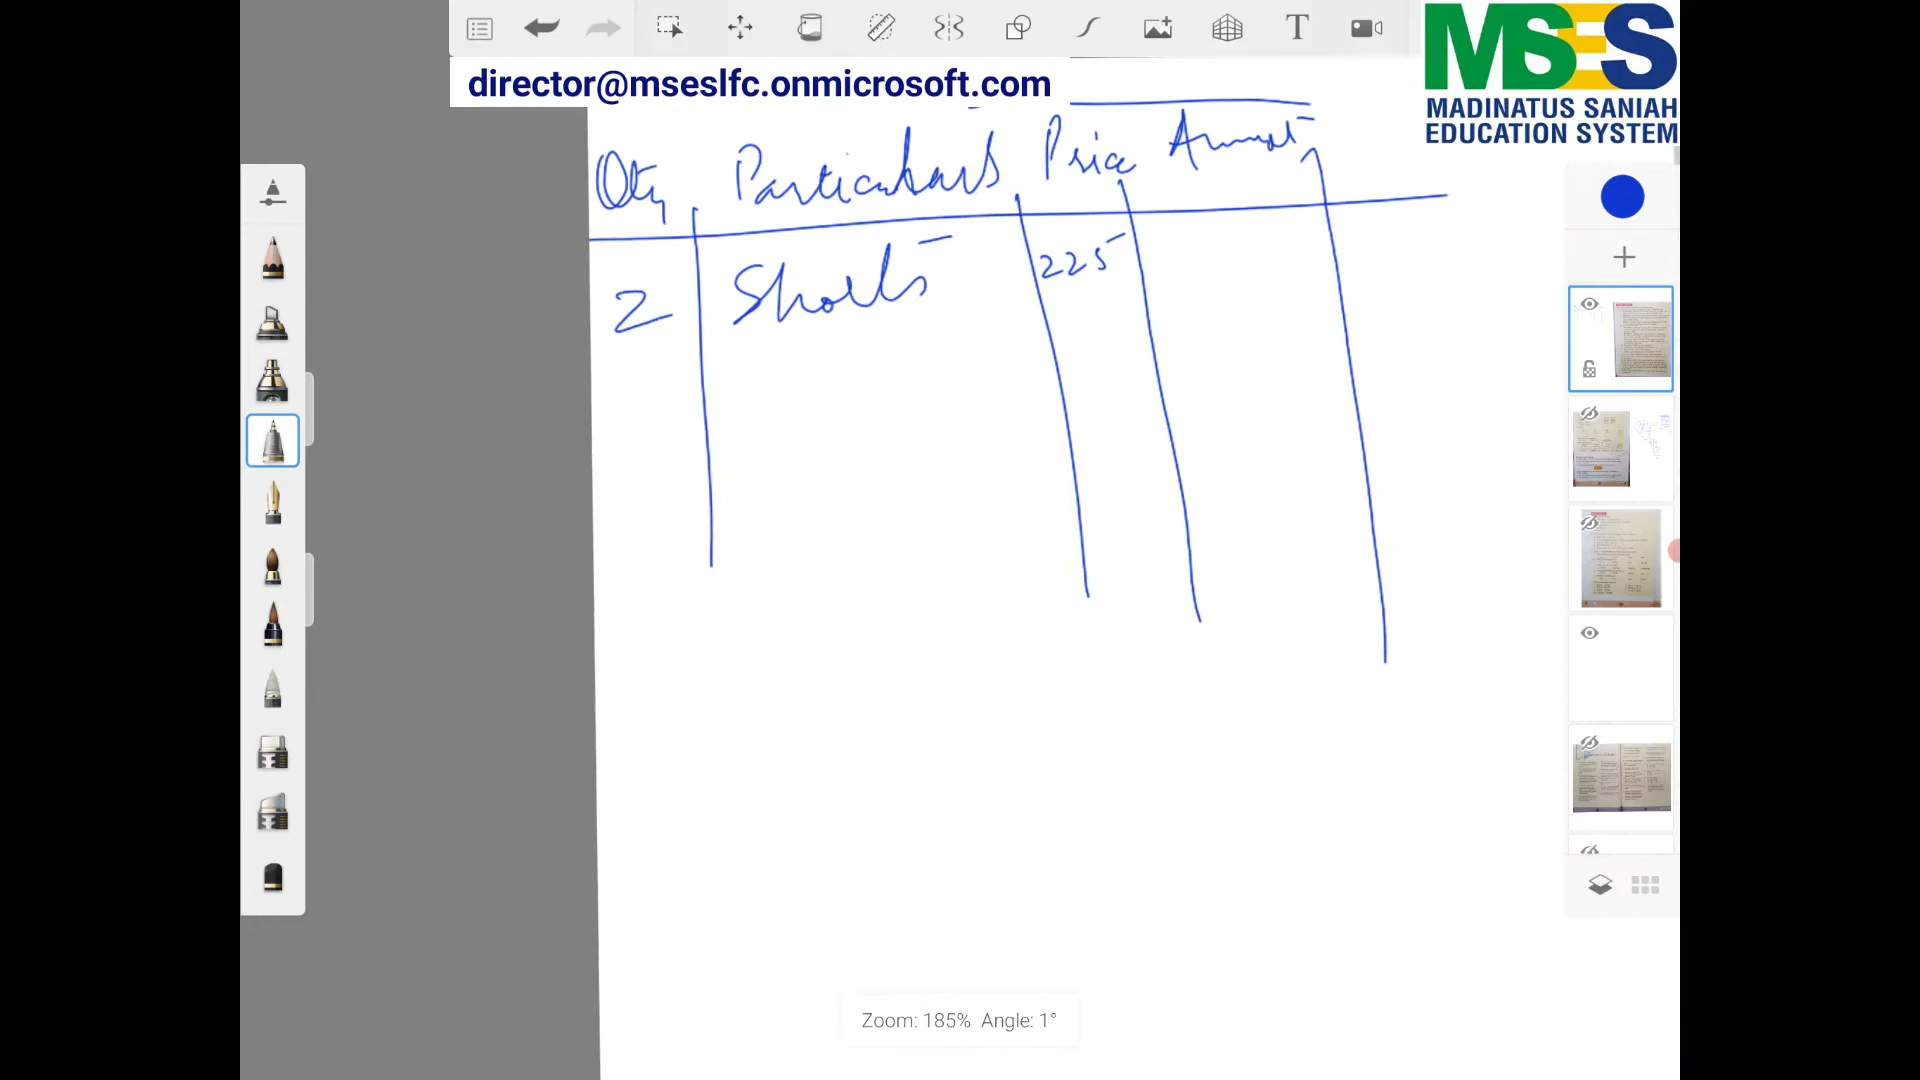 director@mseslfc.onmicrosoft.com
MSES
MADINATUS SANIAH
EDUCATION SYSTEM
Qty Particulars Price Amount
2 Shorts 225
Zoom: 185% Angle: 1°